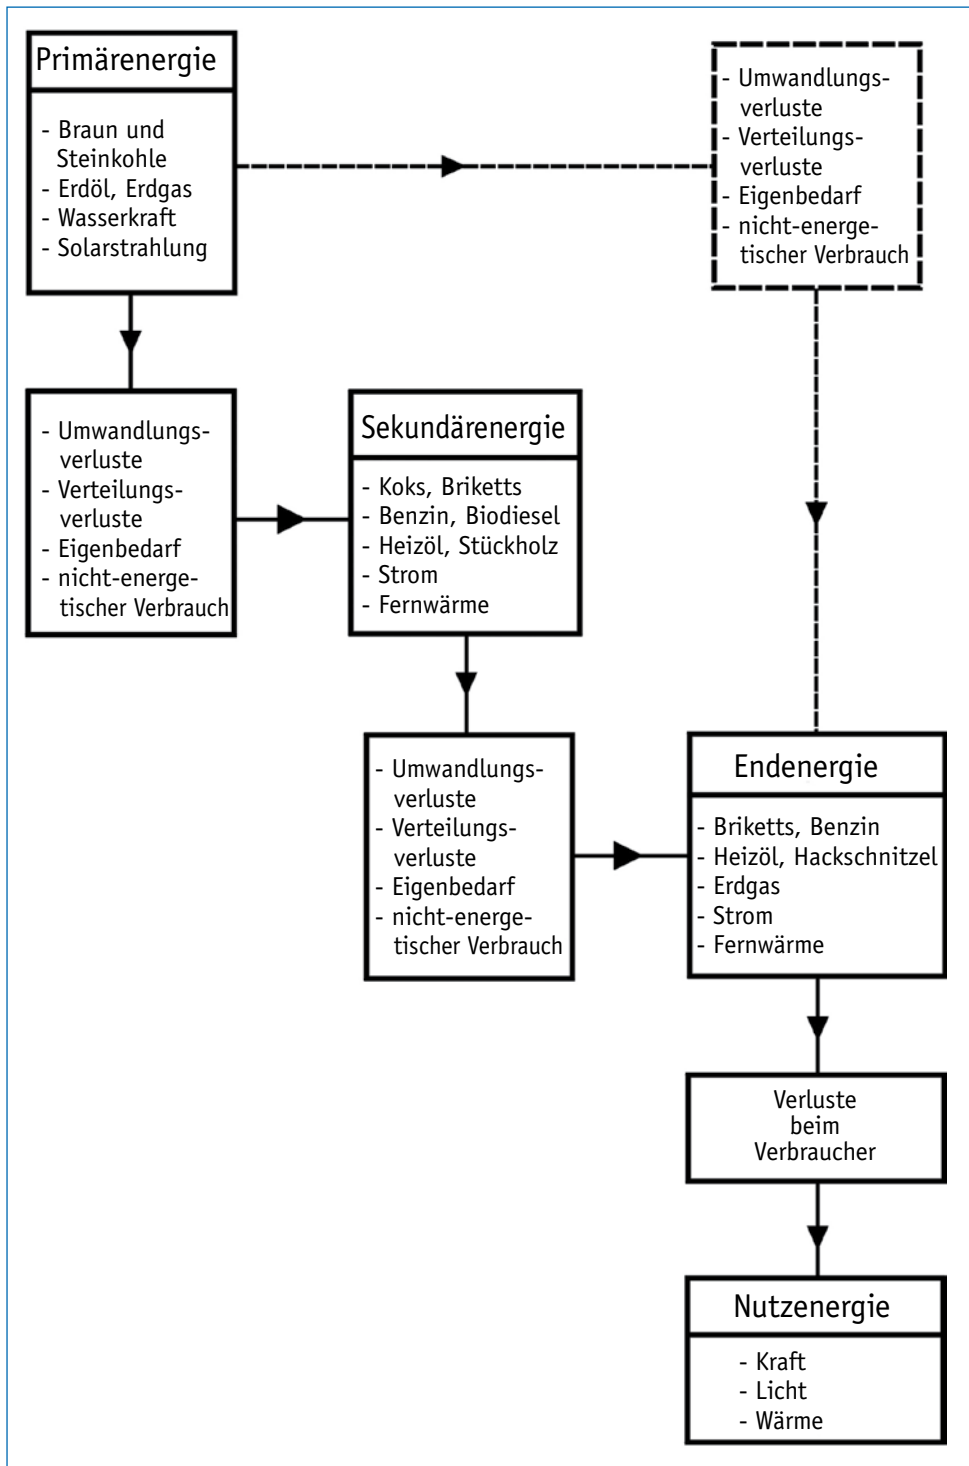 Primärenergie
- Braun und
Steinkohle
- Erdöl, Erdgas
- Wasserkraft
- Solarstrahlung
- Umwandlungs-
verluste
- Verteilungs-
verluste
- Eigenbedarf
- nicht-energe-
tischer Verbrauch
- Umwandlungs-
verluste
- Verteilungs-
verluste
- Eigenbedarf
- nicht-energe-
tischer Verbrauch
Sekundärenergie
- Koks, Briketts
- Benzin, Biodiesel
- Heizöl, Stückholz
- Strom
- Fernwärme
- Umwandlungs-
verluste
- Verteilungs-
verluste
- Eigenbedarf
- nicht-energe-
tischer Verbrauch
Endenergie
- Briketts, Benzin
- Heizöl, Hackschnitzel
- Erdgas
- Strom
- Fernwärme
Verluste
beim
Verbraucher
Nutzenergie
- Kraft
- Licht
- Wärme